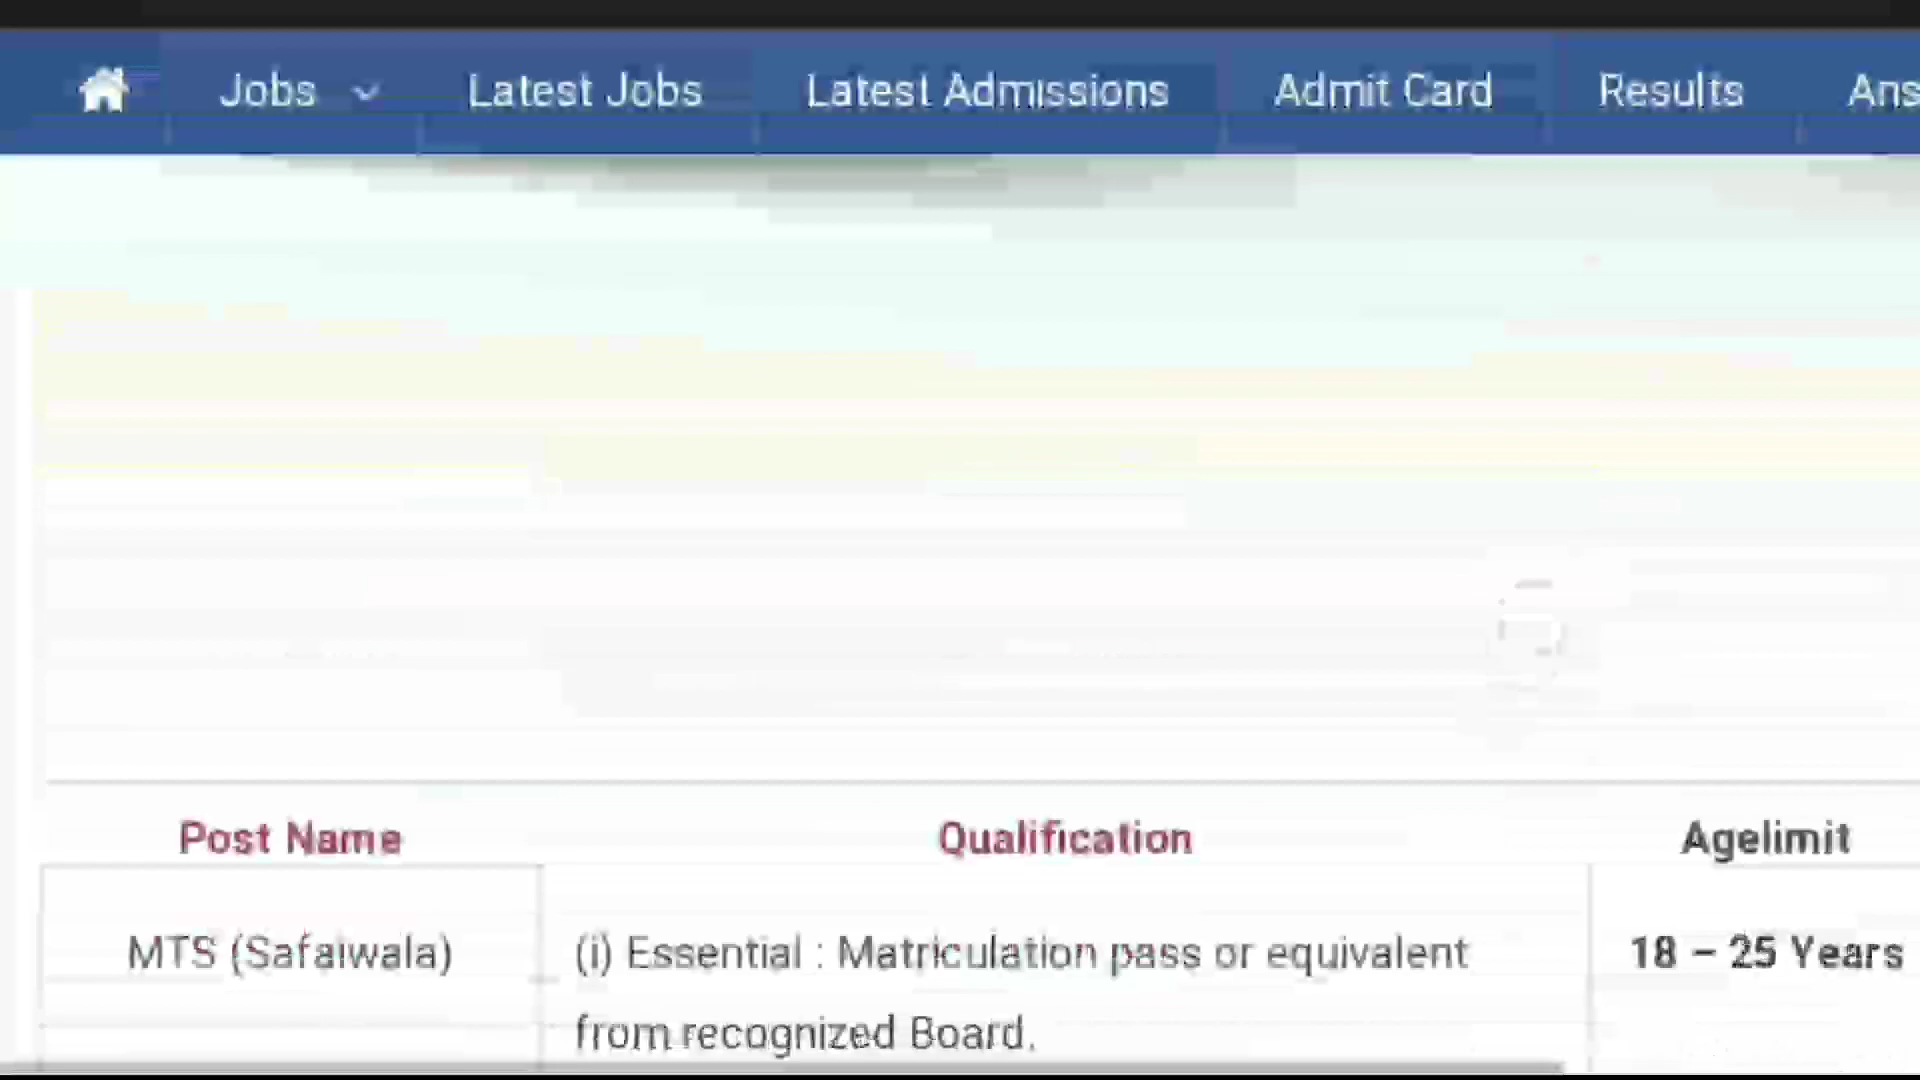 Jobs Latest Jobs Latest Admissions Admit Card Results Ans
Post Name Qualification Agelimit
MTS (Safaiwala) (i) Essential : Matriculation pass or equivalent 18 – 25 Years
from recognized Board.